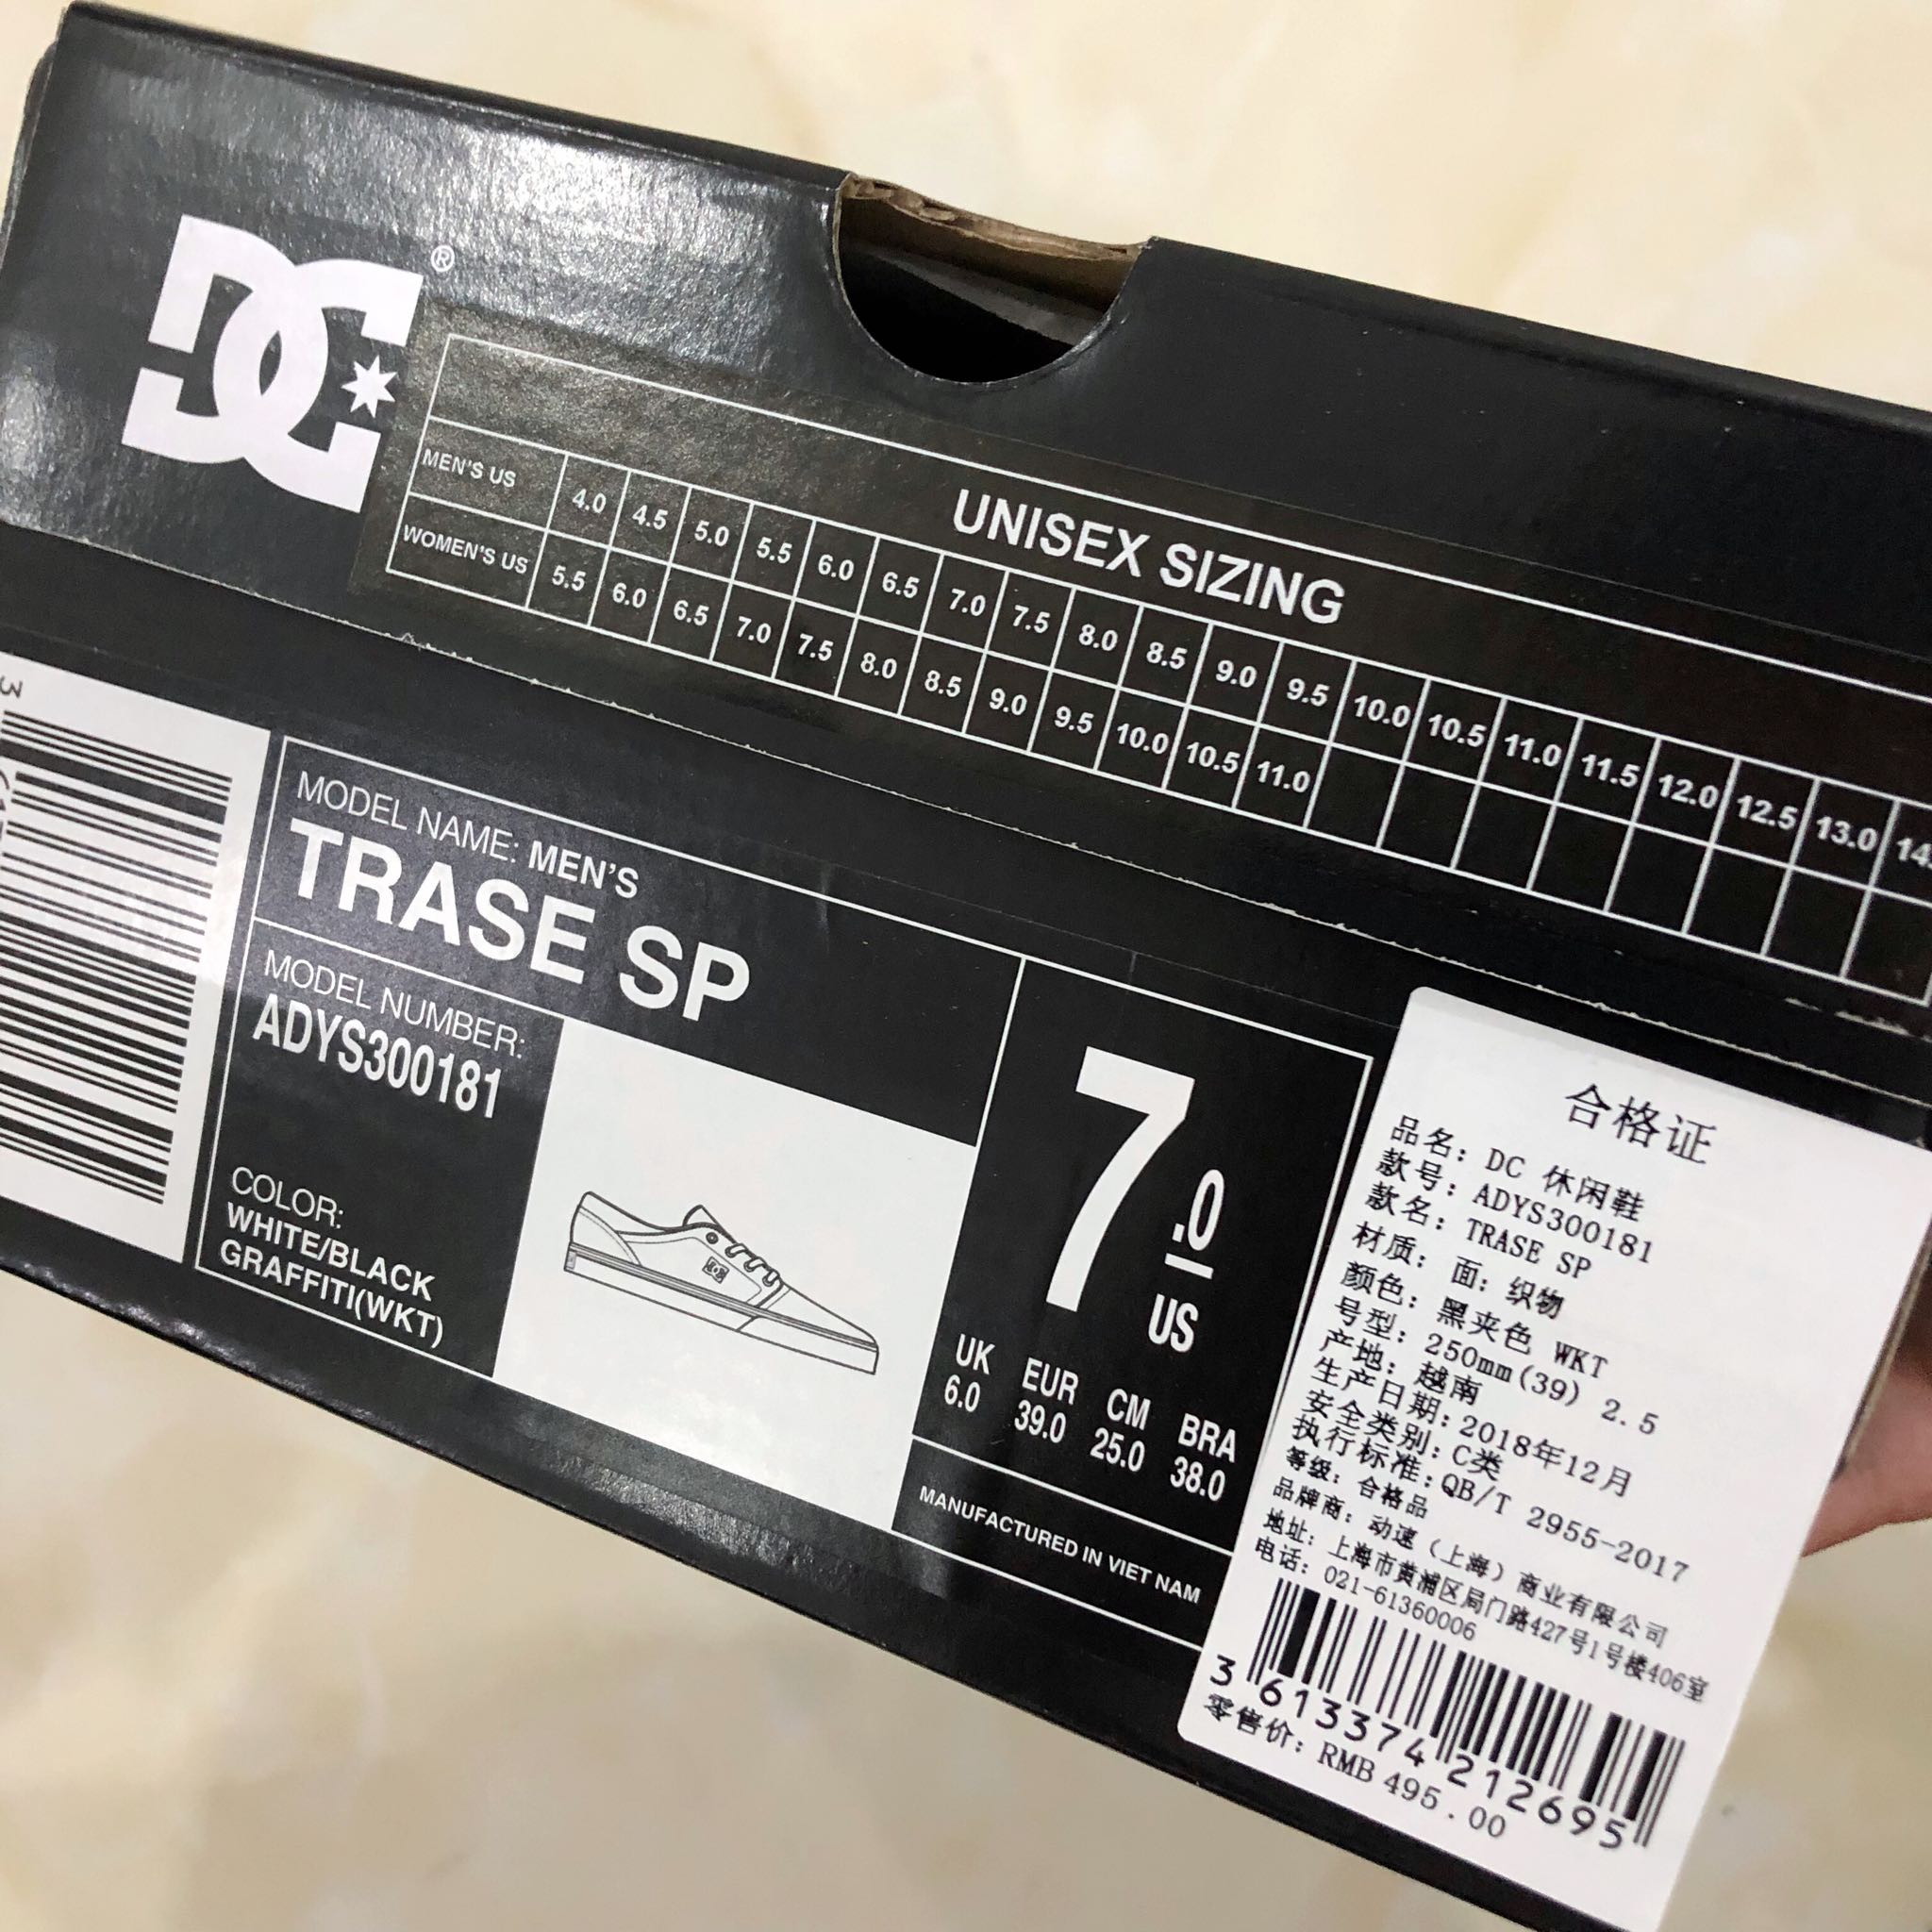 DC®
UNISEX SIZING
MEN'S US 4.0 4.5 5.0 5.5 6.0 6.5 7.0 7.5 8.0 8.5 9.0 9.5 10.0 10.5 11.0 11.5 12.0 12.5 13.0 14
WOMEN'S US 5.5 6.0 6.5 7.0 7.5 8.0 8.5 9.0 9.5 10.0 10.5 11.0
3
MODEL NAME: MEN'S
TRASE SP
MODEL NUMBER:
ADYS300181
COLOR:
WHITE/BLACK
GRAFFITI(WKT)
7.0
US
UK EUR CM BRA
6.0 39.0 25.0 38.0
MANUFACTURED IN VIET NAM
合格证
品名: DC 休闲鞋
款号: ADYS300181
款名: TRASE SP
材质: 面: 织物
颜色: 黑夹色 WKT
号型: 250mm(39) 2.5
产地: 越南
生产日期: 2018年12月
安全类别: C类
执行标准: QB/T 2955-2017
等级: 合格品
品牌商: 动速（上海）商业有限公司
地址: 上海市黄浦区局门路427号1号楼406室
电话: 021-61360006
3 613374 212695
零售价: RMB 495.00